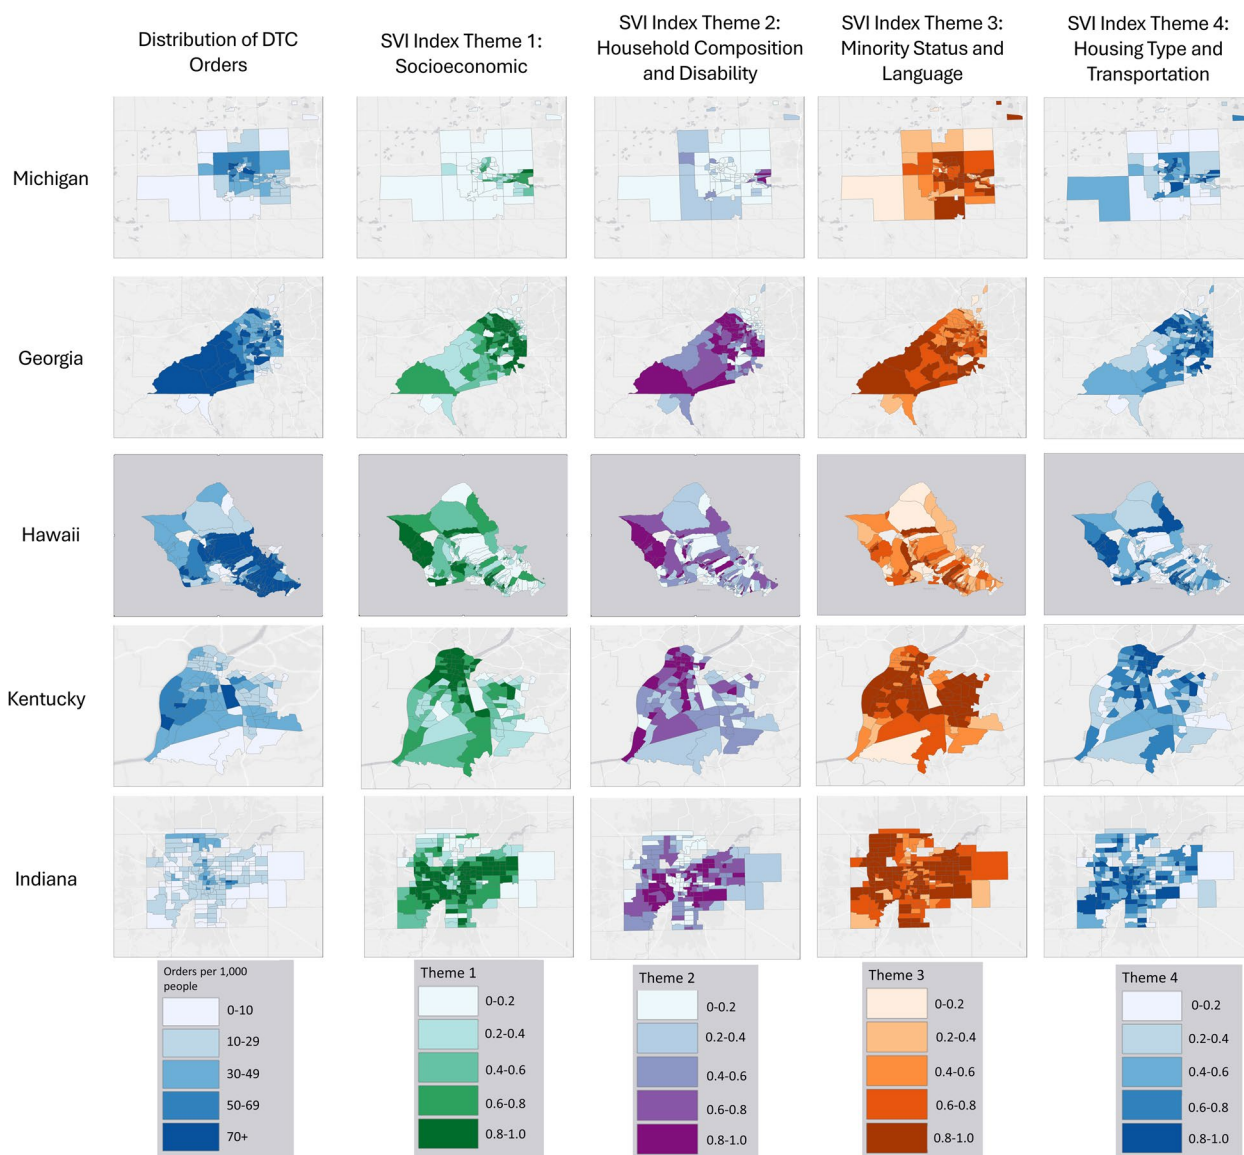 Distribution of DTC
Orders
SVI Index Theme 1:
Socioeconomic
SVI Index Theme 2:
Household Composition
and Disability
SVI Index Theme 3:
Minority Status and
Language
SVI Index Theme 4:
Housing Type and
Transportation
Michigan
Georgia
Hawaii
Kentucky
Indiana
Orders per 1,000
people
0-10
10-29
30-49
50-69
70+
Theme 1
0-0.2
0.2-0.4
0.4-0.6
0.6-0.8
0.8-1.0
Theme 2
0-0.2
0.2-0.4
0.4-0.6
0.6-0.8
0.8-1.0
Theme 3
0-0.2
0.2-0.4
0.4-0.6
0.6-0.8
0.8-1.0
Theme 4
0-0.2
0.2-0.4
0.4-0.6
0.6-0.8
0.8-1.0